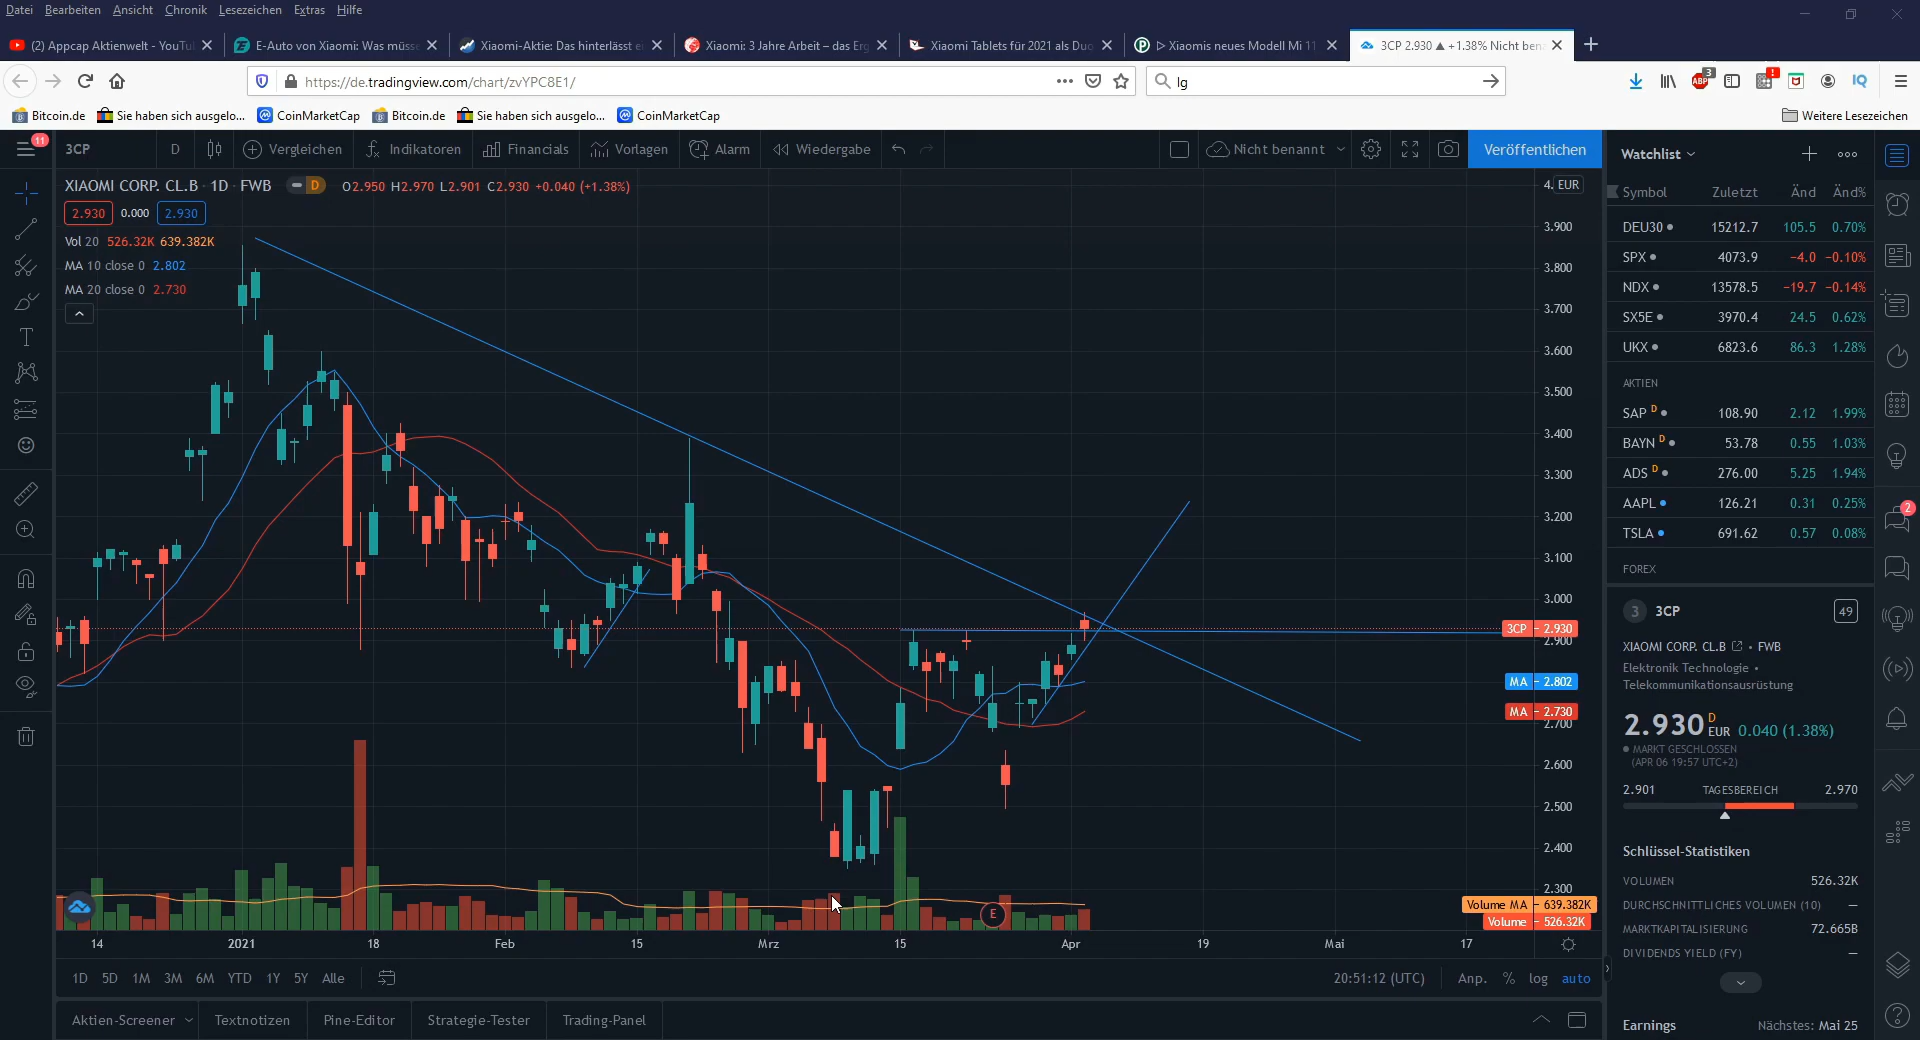 Datei Bearbeiten Ansicht Chronik Lesezeichen Extras Hilfe
(2) Appcap Aktienwelt - YouTu
E-Auto von Xiaomi: Was müss
Xiaomi-Aktie: Das hinterlässt e
Xiaomi: 3 Jahre Arbeit – das Erg
Xiaomi Tablets für 2021 als Duo
▷ Xiaomis neues Modell Mi 11
3CP 2.930 ▲ +1.38% Nicht ben
https://de.tradingview.com/chart/zvYPC8E1/
lg
ABP 3
!
IQ
Bitcoin.de Sie haben sich ausgelo... CoinMarketCap Bitcoin.de Sie haben sich ausgelo... CoinMarketCap Weitere Lesezeichen
11
3CP D Vergleichen Indikatoren Financials Vorlagen Alarm Wiedergabe Nicht benannt Veröffentlichen
XIAOMI CORP. CL.B · 1D · FWB D O2.950 H2.970 L2.901 C2.930 +0.040 (+1.38%)
2.930 0.000 2.930
Vol 20 526.32K 639.382K
MA 10 close 0 2.802
MA 20 close 0 2.730
4. EUR
3.900
3.800
3.700
3.600
3.500
3.400
3.300
3.200
3.100
3.000
3CP 2.930
2.900
MA 2.802
MA 2.730
2.700
2.600
2.500
2.400
2.300
Volume MA 639.382K
Volume 526.32K
E
14 2021 18 Feb 15 Mrz 15 Apr 19 Mai 17
1D 5D 1M 3M 6M YTD 1Y 5Y Alle 20:51:12 (UTC) Anp. % log auto
Aktien-Screener Textnotizen Pine-Editor Strategie-Tester Trading-Panel
Watchlist
Symbol Zuletzt Änd Änd%
DEU30 15212.7 105.5 0.70%
SPX 4073.9 −4.0 −0.10%
NDX 13578.5 −19.7 −0.14%
SX5E 3970.4 24.5 0.62%
UKX 6823.6 86.3 1.28%
AKTIEN
SAP D 108.90 2.12 1.99%
BAYN D 53.78 0.55 1.03%
ADS D 276.00 5.25 1.94%
AAPL 126.21 0.31 0.25%
TSLA 691.62 0.57 0.08%
FOREX
3 3CP 49
XIAOMI CORP. CL.B • FWB
Elektronik Technologie •
Telekommunikationsausrüstung
2.930 D EUR 0.040 (1.38%)
MARKT GESCHLOSSEN
(APR 06 19:57 UTC+2)
2.901 TAGESBEREICH 2.970
Schlüssel-Statistiken
VOLUMEN 526.32K
DURCHSCHNITTLICHES VOLUMEN (10) —
MARKTKAPITALISIERUNG 72.665B
DIVIDENDS YIELD (FY) —
Earnings Nächstes: Mai 25
2